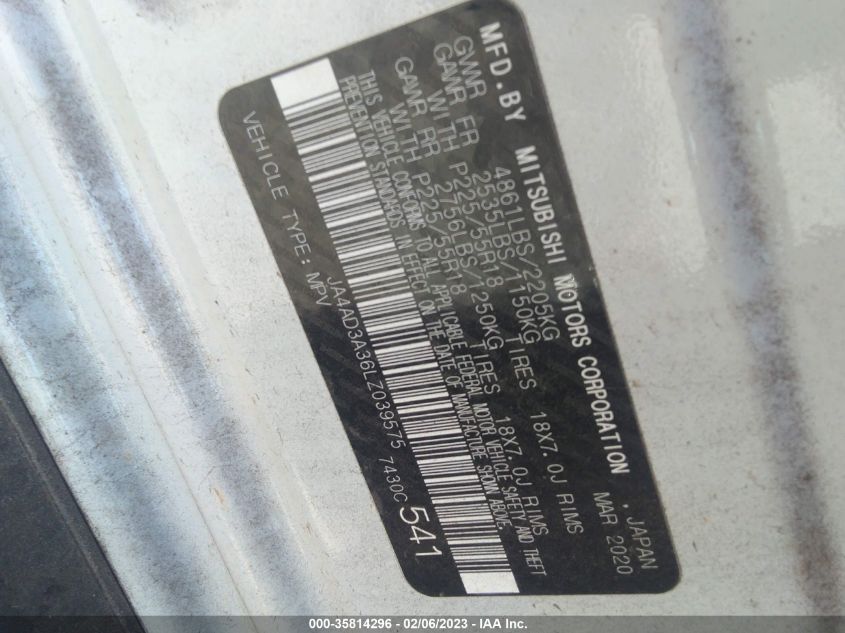 MFD.BY MITSUBISHI MOTORS CORPORATION , JAPAN
GVWR 4861LBS/2205KG MAR 2020
GAWR FR 2535LBS/1150KG TIRES 18X7.0J RIMS
WITH P225/55R18
GAWR RR 2756LBS/1250KG TIRES 18X7.0J RIMS
WITH P225/55R18
THIS VEHICLE CONFORMS TO ALL APPLICABLE FEDERAL MOTOR VEHICLE SAFETY AND THEFT
PREVENTION STANDARDS IN EFFECT ON THE DATE OF MANUFACTURE SHOWN ABOVE.
JA4AD3A36LZ039575 7430C 541
VEHICLE TYPE: MPV
000-35814296 - 02/06/2023 - IAA Inc.